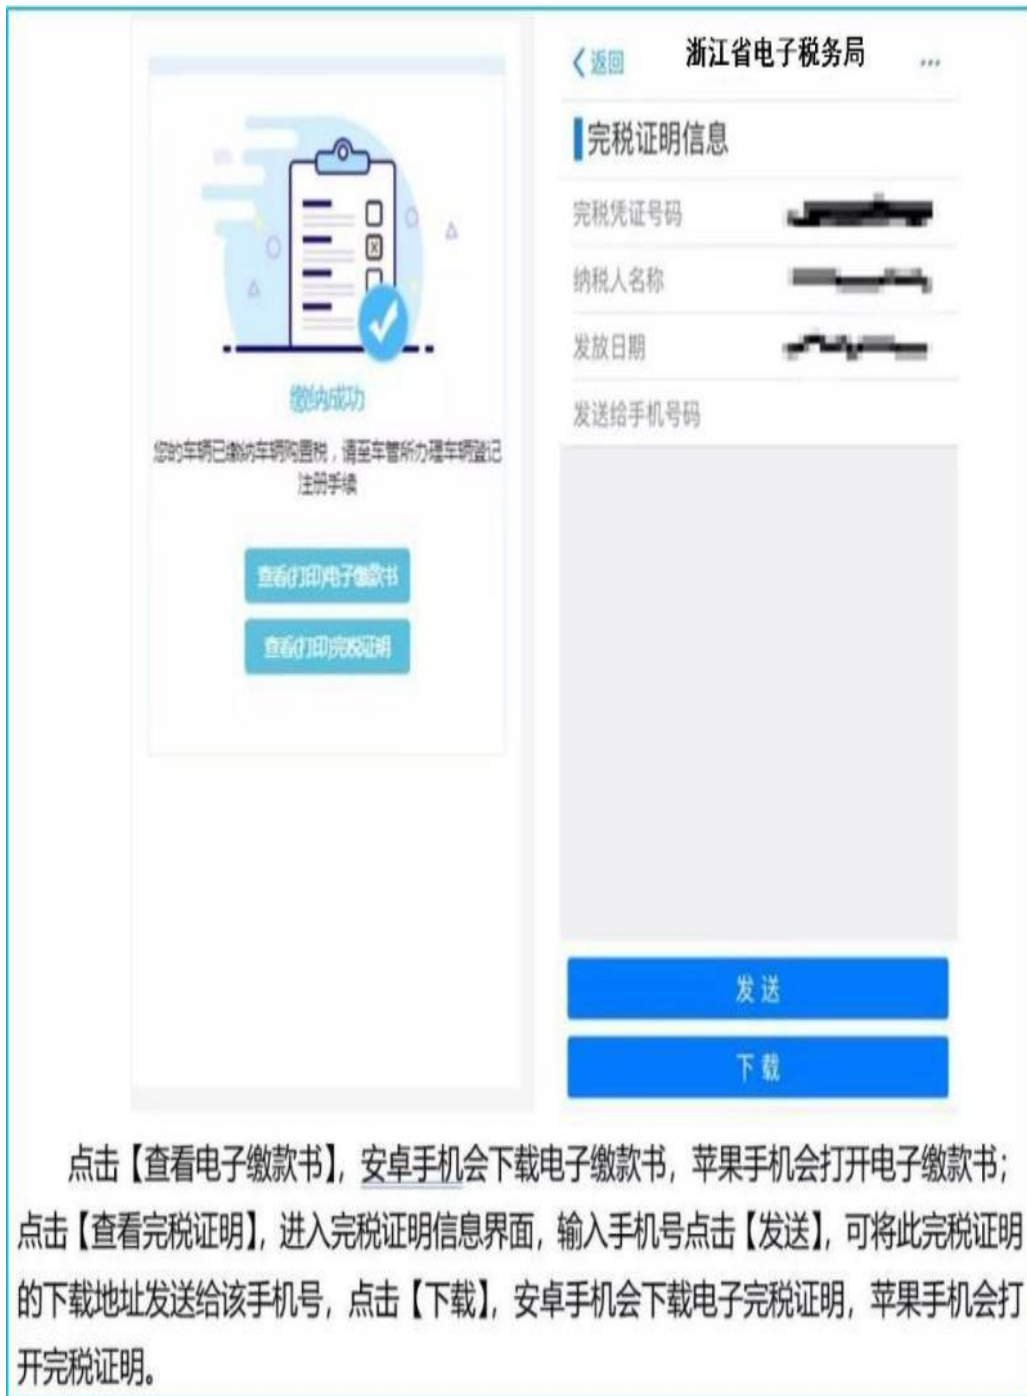 缴纳成功
您的车辆已缴纳车辆购置税，请至车管所办理车辆登记
注册手续
查看(打印)电子缴款书
查看(打印)完税证明
返回
浙江省电子税务局
...
完税证明信息
完税凭证号码
纳税人名称
发放日期
发送给手机号码
发送
下载
点击【查看电子缴款书】，安卓手机会下载电子缴款书，苹果手机会打开电子缴款书；
点击【查看完税证明】，进入完税证明信息界面，输入手机号点击【发送】，可将此完税证明
的下载地址发送给该手机号，点击【下载】，安卓手机会下载电子完税证明，苹果手机会打
开完税证明。